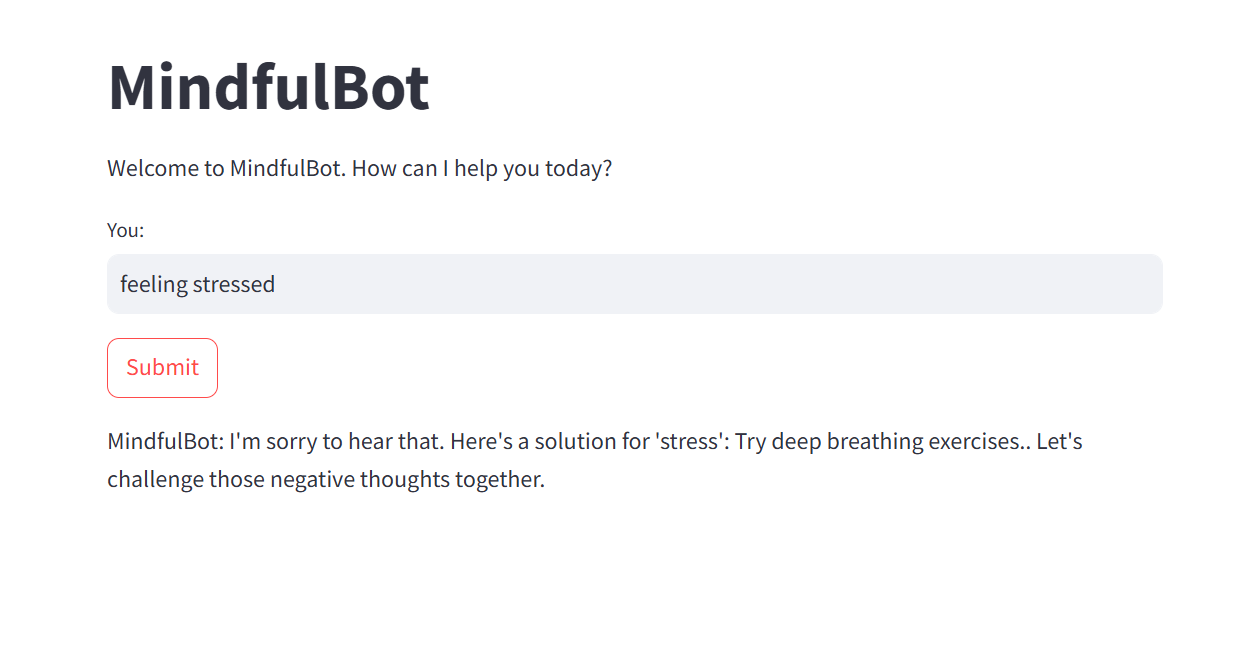 MindfulBot
Welcome to MindfulBot. How can I help you today?
You:
feeling stressed
Submit
MindfulBot: I'm sorry to hear that. Here's a solution for 'stress': Try deep breathing exercises.. Let's
challenge those negative thoughts together.